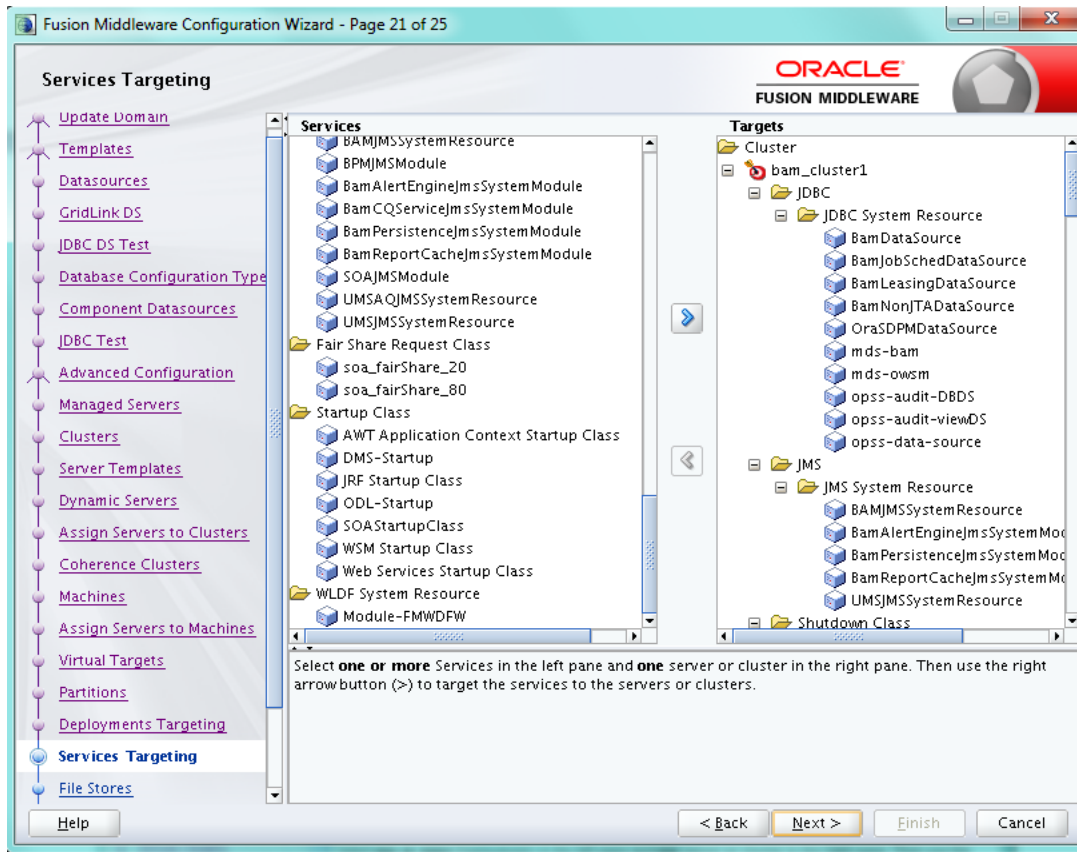 Fusion Middleware Configuration Wizard - Page 21 of 25
Services Targeting
ORACLE
FUSION MIDDLEWARE
Update Domain
Templates
Datasources
GridLink DS
JDBC DS Test
Database Configuration Type
Component Datasources
JDBC Test
Advanced Configuration
Managed Servers
Clusters
Server Templates
Dynamic Servers
Assign Servers to Clusters
Coherence Clusters
Machines
Assign Servers to Machines
Virtual Targets
Partitions
Deployments Targeting
Services Targeting
File Stores
Services
BAMJMSSystemResource
BPMJMSModule
BamAlertEngineJmsSystemModule
BamCQServiceJmsSystemModule
BamPersistenceJmsSystemModule
BamReportCacheJmsSystemModule
SOAJMSModule
UMSAQJMSSystemResource
UMSJMSSystemResource
Fair Share Request Class
soa_fairShare_20
soa_fairShare_80
Startup Class
AWT Application Context Startup Class
DMS-Startup
JRF Startup Class
ODL-Startup
SOAStartupClass
WSM Startup Class
Web Services Startup Class
WLDF System Resource
Module-FMWDFW
Targets
Cluster
bam_cluster1
JDBC
JDBC System Resource
BamDataSource
BamJobSchedDataSource
BamLeasingDataSource
BamNonJTADataSource
OraSDPMDataSource
mds-bam
mds-owsm
opss-audit-DBDS
opss-audit-viewDS
opss-data-source
JMS
JMS System Resource
BAMJMSSystemResource
BamAlertEngineJmsSystemMod
BamPersistenceJmsSystemMod
BamReportCacheJmsSystemMo
UMSJMSSystemResource
Shutdown Class
Select one or more Services in the left pane and one server or cluster in the right pane. Then use the right
arrow button (>) to target the services to the servers or clusters.
Help
< Back
Next >
Finish
Cancel